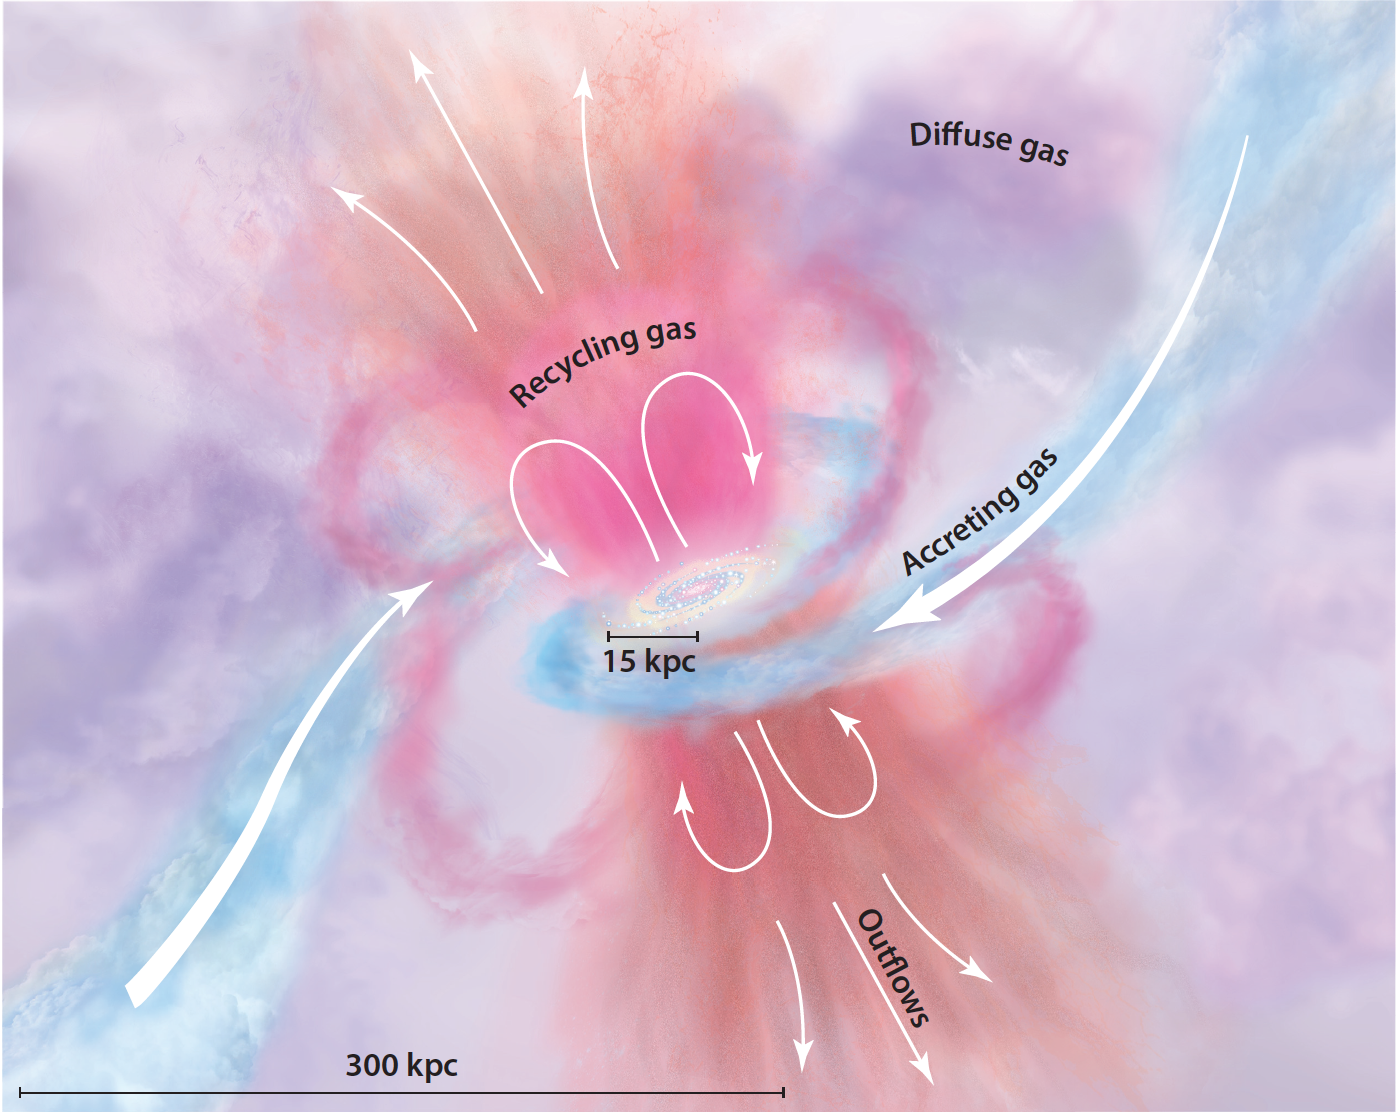 Diffuse gas
Recycling gas
Accreting gas
15 kpc
Outflows
300 kpc